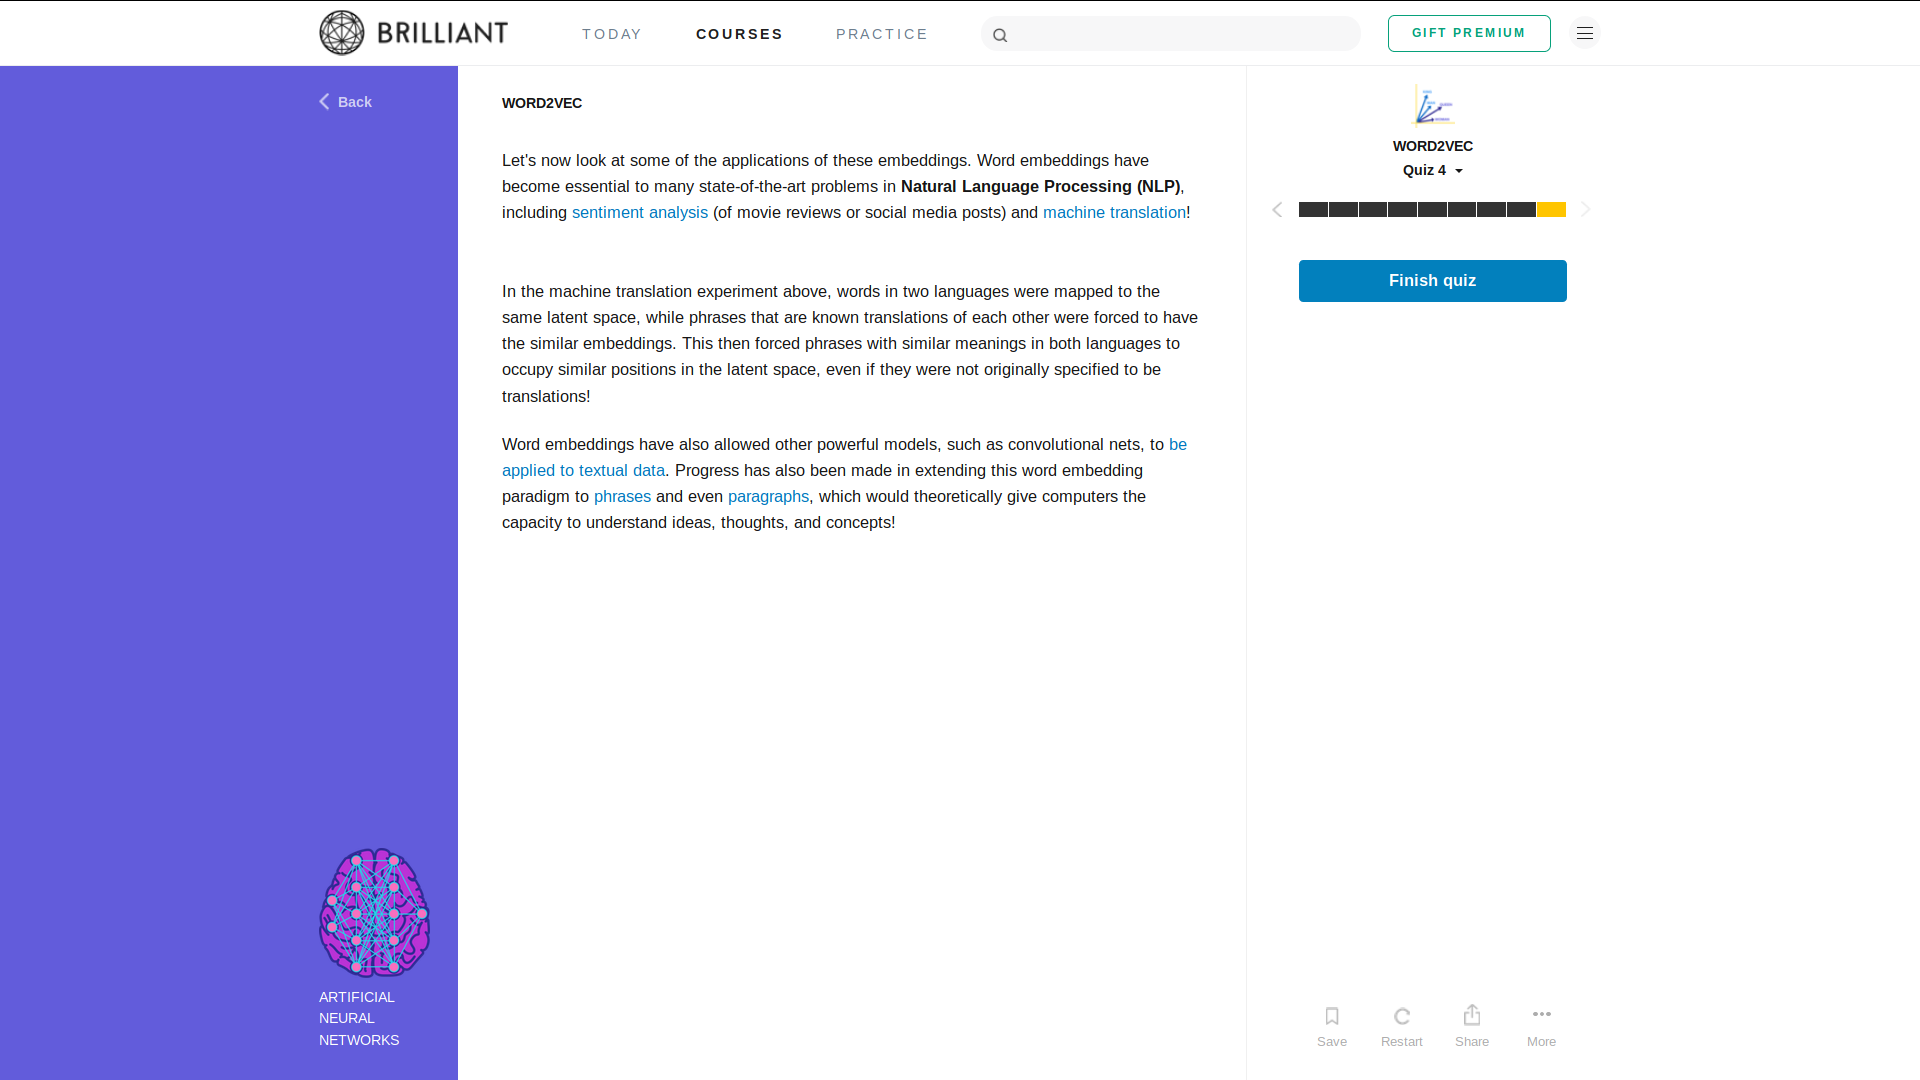 BRILLIANT
TODAY
COURSES
PRACTICE
GIFT PREMIUM
Back
WORD2VEC
Let's now look at some of the applications of these embeddings. Word embeddings have
become essential to many state-of-the-art problems in Natural Language Processing (NLP),
including sentiment analysis (of movie reviews or social media posts) and machine translation!
In the machine translation experiment above, words in two languages were mapped to the
same latent space, while phrases that are known translations of each other were forced to have
the similar embeddings. This then forced phrases with similar meanings in both languages to
occupy similar positions in the latent space, even if they were not originally specified to be
translations!
Word embeddings have also allowed other powerful models, such as convolutional nets, to be
applied to textual data. Progress has also been made in extending this word embedding
paradigm to phrases and even paragraphs, which would theoretically give computers the
capacity to understand ideas, thoughts, and concepts!
WORD2VEC
Quiz 4
Finish quiz
ARTIFICIAL
NEURAL
NETWORKS
Save
Restart
Share
More